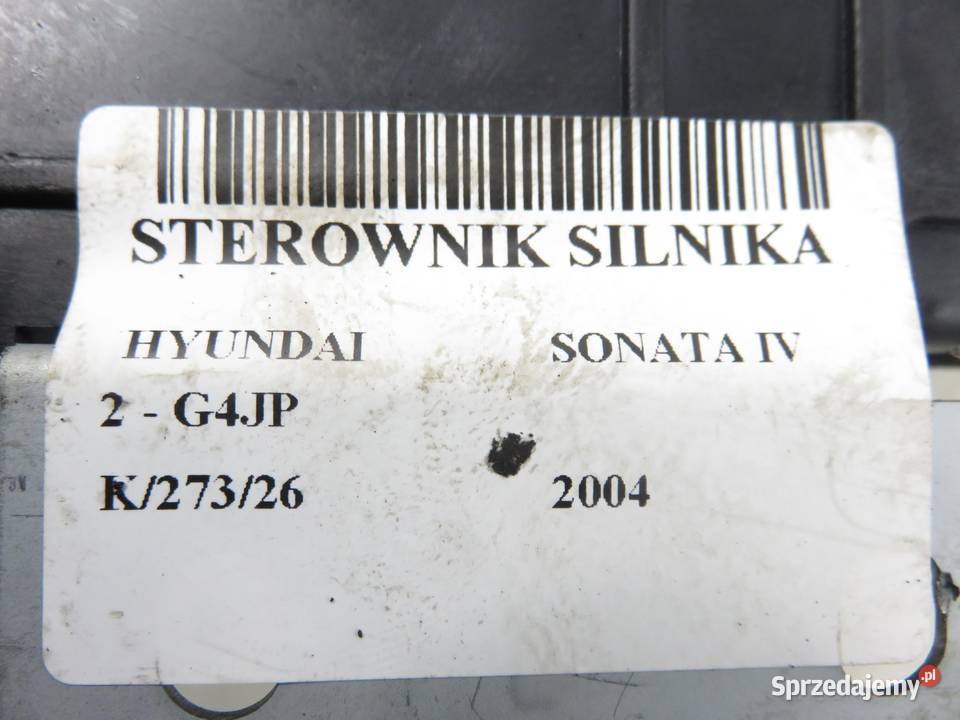 STEROWNIK SILNIKA
HYUNDAI SONATA IV
2 - G4JP
K/273/26 2004
Sprzedajemy.pl